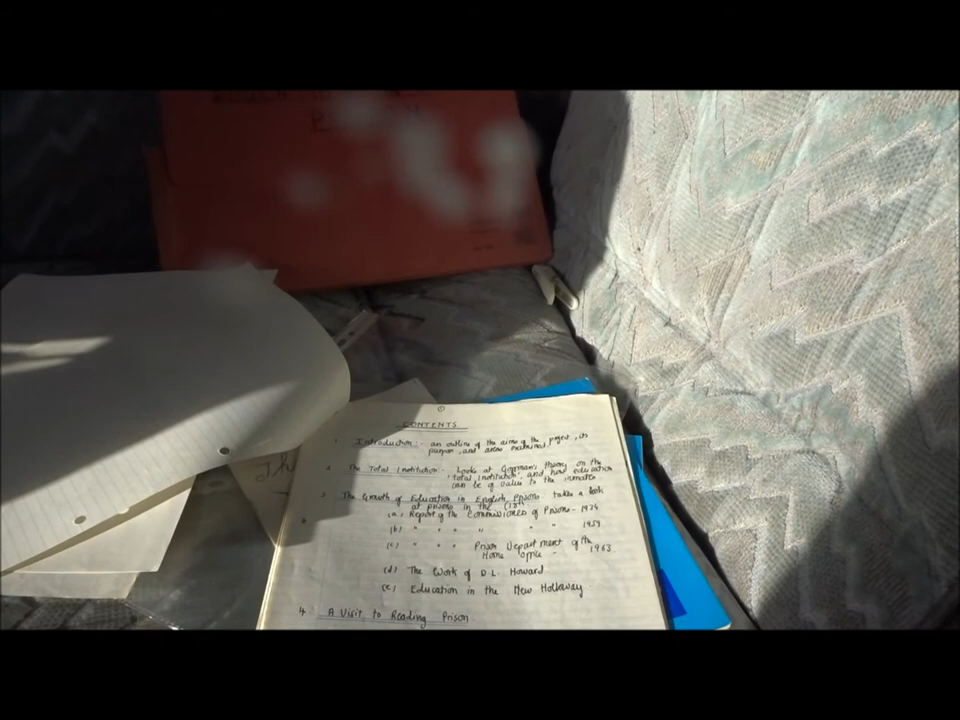 ①
CONTENTS
1 Introduction:- an outline of the aims of the project, its
purpose, and areas examined
2 The Total Institution:- Looks at Goffman's theory on the
total institution, and how education
can be of value to the inmates
3 The Growth of Education in English Prisons takes a look
at prisons in the
(a) Report of the Commissioners of Prisons - 1924
(b) " " " " " " 1959
(c) " " " Prison Department of the
Home Office - 1963
(d) The Work of D.L. Howard
(e) Education in the New Holloway
4 A Visit to Reading Prison